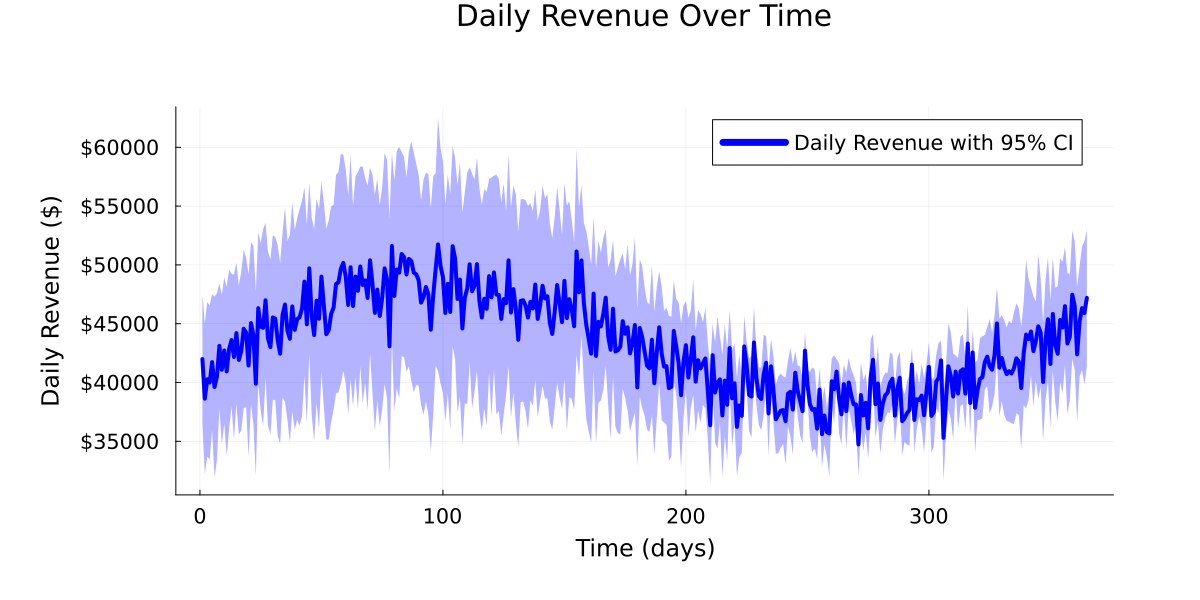 Daily Revenue Over Time
Daily Revenue ($)
$60000
$55000
$50000
$45000
$40000
$35000
Daily Revenue with 95% CI
0 100 200 300
Time (days)